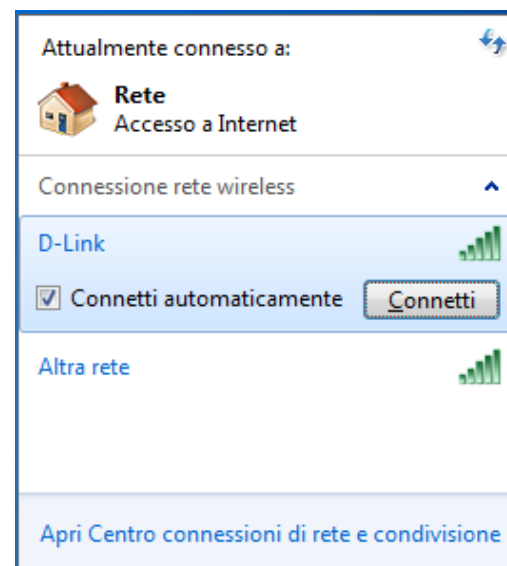 Attualmente connesso a:
Rete
Accesso a Internet
Connessione rete wireless
D-Link
Connetti automaticamente Connetti
Altra rete
Apri Centro connessioni di rete e condivisione